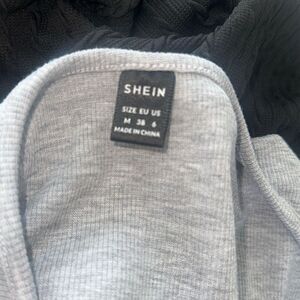 SHEIN
SIZE EU US
M 38 6
MADE IN CHINA